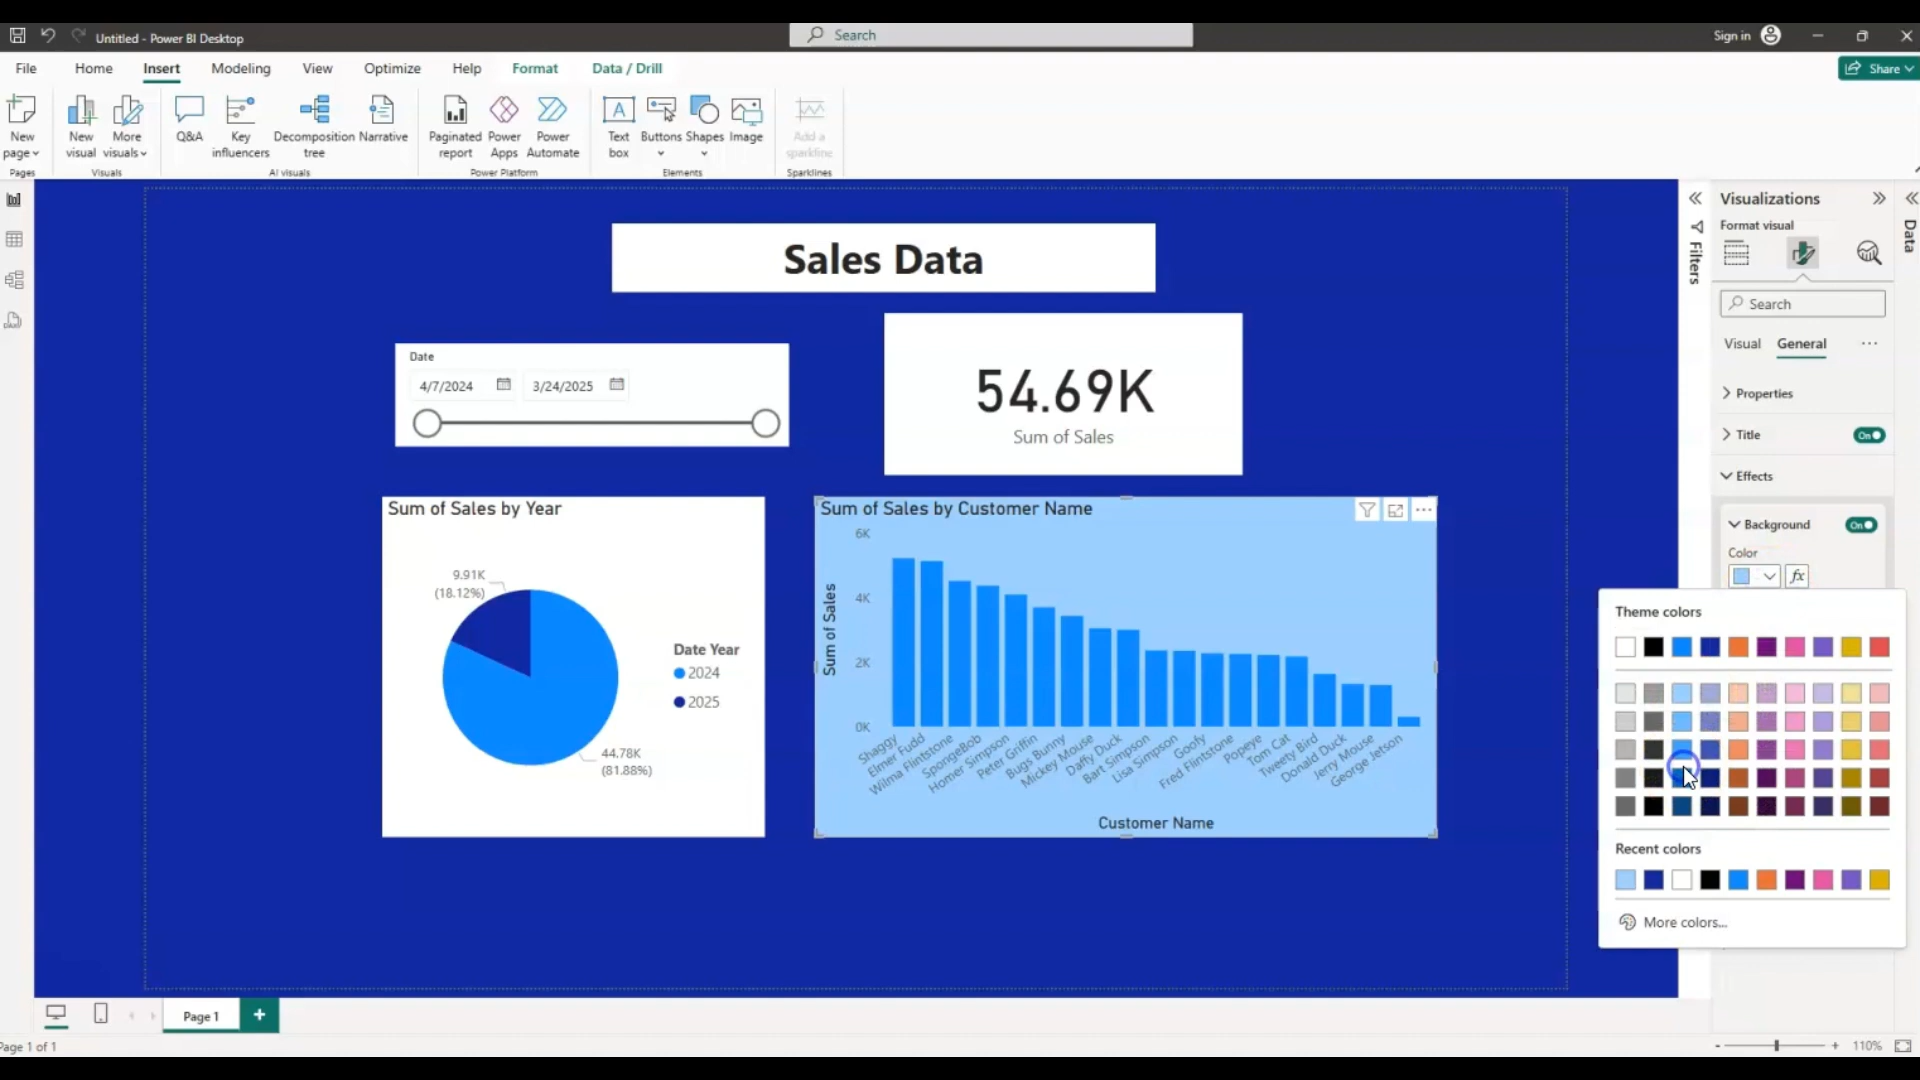 Untitled - Power BI Desktop
Search
Sign in
File Home Insert Modeling View Optimize Help Format Data / Drill
Share
New page
New visual
More visuals
Q&A
Key influencers
Decomposition tree
Narrative
Paginated report
Power Apps
Power Automate
Text box
Buttons
Shapes
Image
Add a sparkline
Pages
Visuals
AI visuals
Power Platform
Elements
Sparklines
Sales Data
Date
4/7/2024
3/24/2025
54.69K
Sum of Sales
Sum of Sales by Year
9.91K
(18.12%)
44.78K
(81.88%)
Date Year
2024
2025
Sum of Sales by Customer Name
Sum of Sales
6K
4K
2K
0K
Shaggy
Elmer Fudd
Wilma Flintstone
SpongeBob
Homer Simpson
Peter Griffin
Bugs Bunny
Mickey Mouse
Daffy Duck
Bart Simpson
Lisa Simpson
Goofy
Fred Flintstone
Popeye
Tom Cat
Tweety Bird
Donald Duck
Jerry Mouse
George Jetson
Customer Name
Filters
Visualizations
Format visual
Search
Visual General
Properties
Title
On
Effects
Background
On
Color
fx
Theme colors
Recent colors
More colors...
Data
Page 1
Page 1 of 1
110%